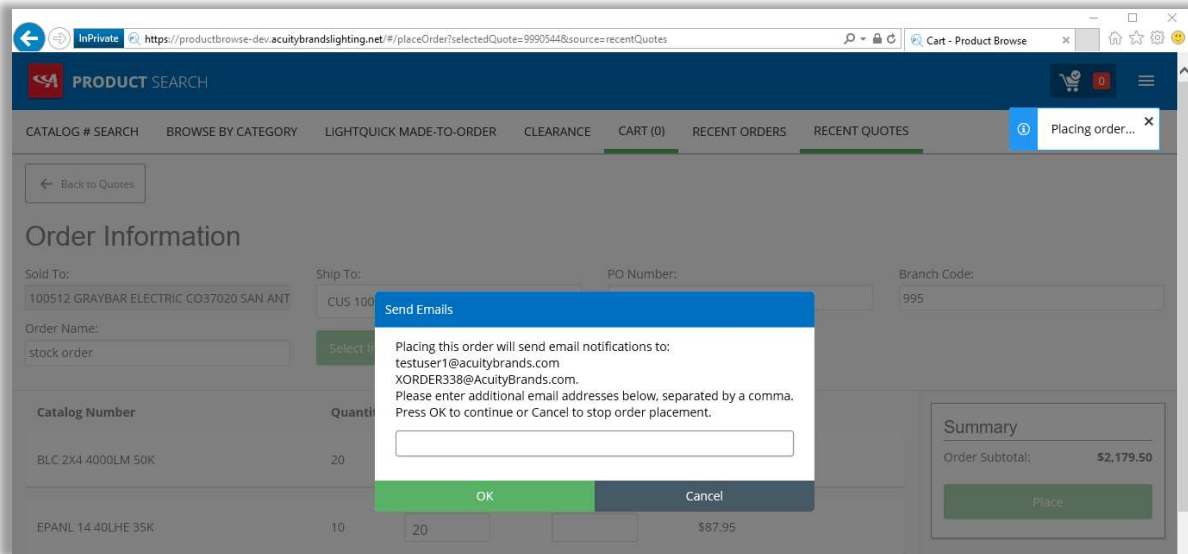 InPrivate https://productbrowse-dev.acuitybrandslighting.net/#/placeOrder?selectedQuote=9990544&source=recentQuotes Cart - Product Browse
PRODUCT SEARCH 0
CATALOG # SEARCH BROWSE BY CATEGORY LIGHTQUICK MADE-TO-ORDER CLEARANCE CART (0) RECENT ORDERS RECENT QUOTES
Placing order...
Back to Quotes
Order Information
Sold To: Ship To: PO Number: Branch Code:
100512 GRAYBAR ELECTRIC CO37020 SAN ANT CUS 100 995
Order Name:
stock order Select
Send Emails
Placing this order will send email notifications to:
testuser1@acuitybrands.com
XORDER338@AcuityBrands.com.
Please enter additional email addresses below, separated by a comma.
Press OK to continue or Cancel to stop order placement.
OK Cancel
Catalog Number Quanti
BLC 2X4 4000LM 50K 20
EPANL 14 40LHE 35K 10 20 $87.95
Summary
Order Subtotal: $2,179.50
Place